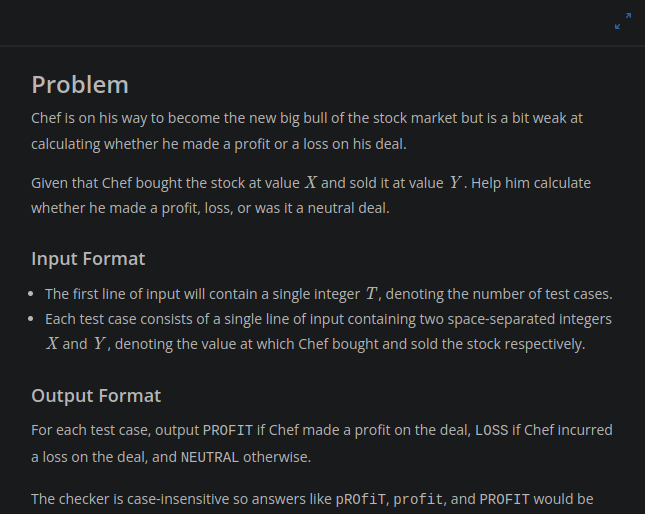 Problem
Chef is on his way to become the new big bull of the stock market but is a bit weak at
calculating whether he made a profit or a loss on his deal.
Given that Chef bought the stock at value X and sold it at value Y. Help him calculate
whether he made a profit, loss, or was it a neutral deal.
Input Format
• The first line of input will contain a single integer T, denoting the number of test cases.
• Each test case consists of a single line of input containing two space-separated integers
X and Y, denoting the value at which Chef bought and sold the stock respectively.
Output Format
For each test case, output PROFIT if Chef made a profit on the deal, LOSS if Chef incurred
a loss on the deal, and NEUTRAL otherwise.
The checker is case-insensitive so answers like pROfiT, profit, and PROFIT would be